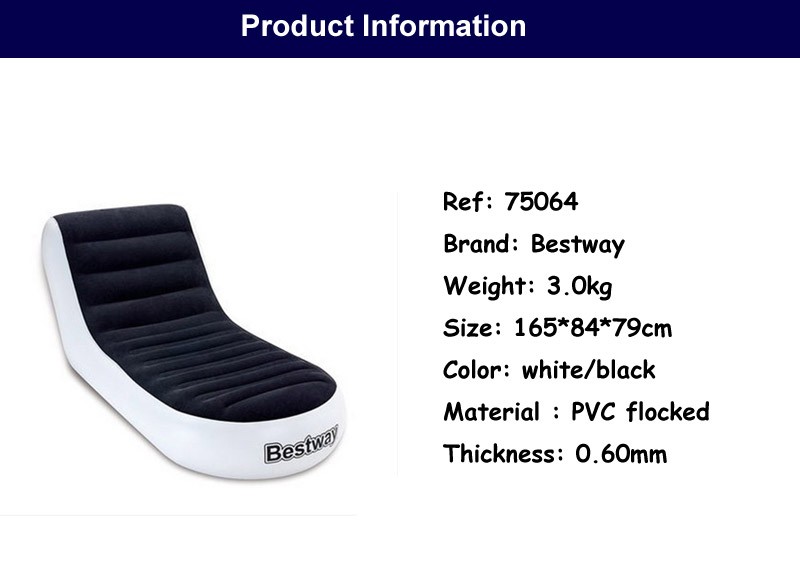 Product Information
Ref: 75064
Brand: Bestway
Weight: 3.0kg
Size: 165*84*79cm
Color: white/black
Material : PVC flocked
Thickness: 0.60mm
Bestway